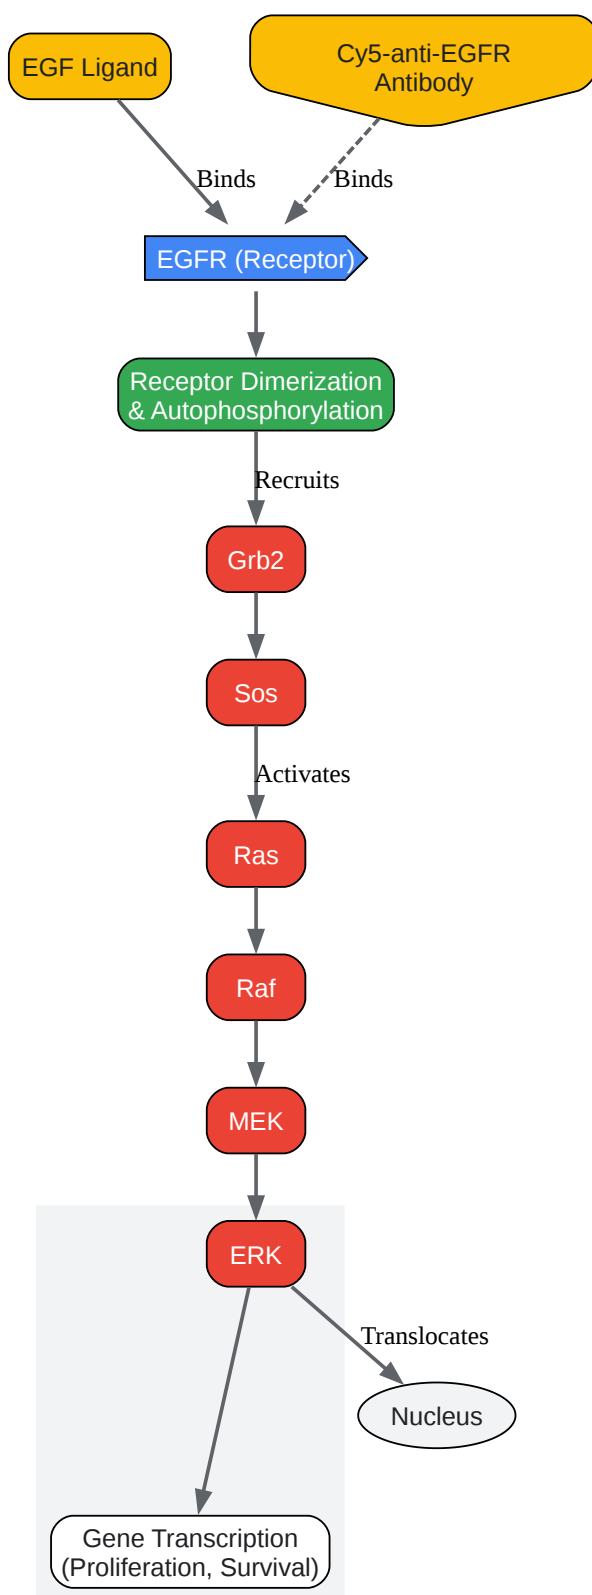 EGF Ligand
Cy5-anti-EGFR
Antibody
Binds
Binds
EGFR (Receptor)
Receptor Dimerization
& Autophosphorylation
Recruits
Grb2
Sos
Activates
Ras
Raf
MEK
ERK
Translocates
Nucleus
Gene Transcription
(Proliferation, Survival)